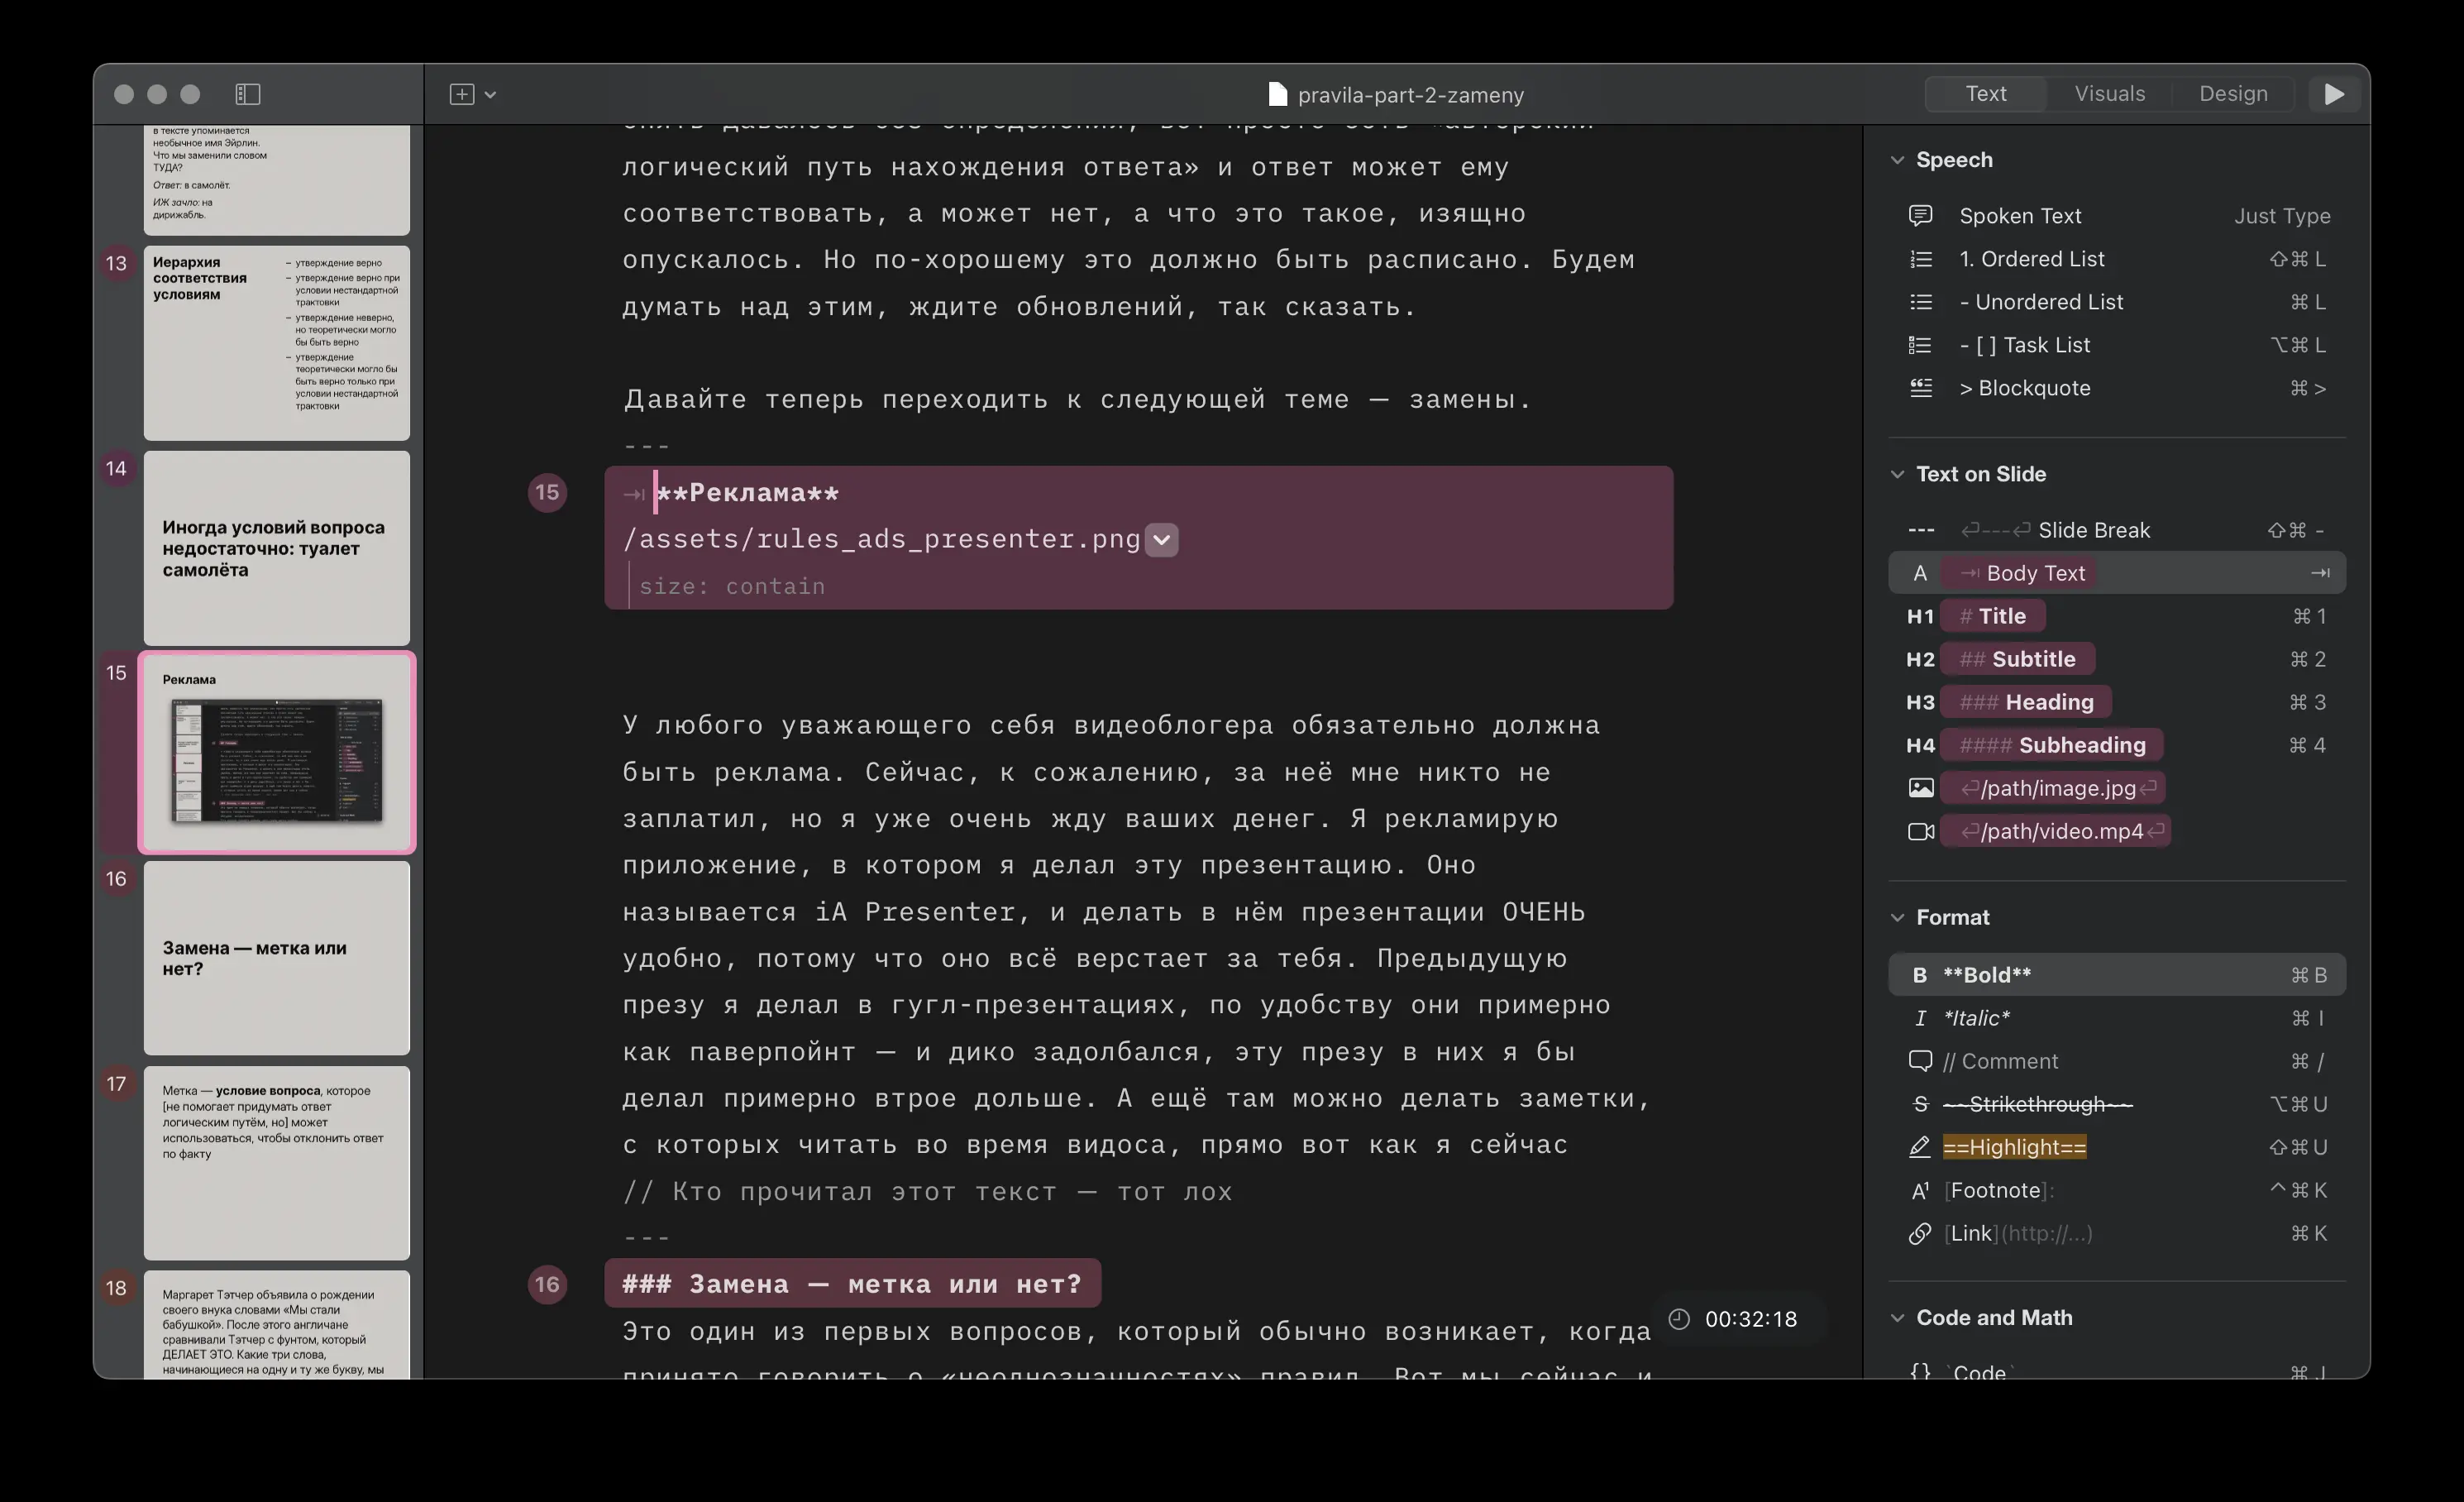 pravila-part-2-zameny
Text
Visuals
Design
в тексте упоминается
необычное имя Эйрлин.
Что мы заменили словом
ТУДА?
Ответ: в самолёт.
ИЖ зачло: на
дирижабль.
13
Иерархия
соответствия
условиям
– утверждение верно
– утверждение верно при
условии нестандартной
трактовки
– утверждение неверно,
но теоретически могло
бы быть верно
– утверждение
теоретически могло бы
быть верно только при
условии нестандартной
трактовки
14
Иногда условий вопроса
недостаточно: туалет
самолёта
15
Реклама
16
Замена — метка или
нет?
17
Метка — условие вопроса, которое
[не помогает придумать ответ
логическим путём, но] может
использоваться, чтобы отклонить ответ
по факту
18
Маргарет Тэтчер объявила о рождении
своего внука словами «Мы стали
бабушкой». После этого англичане
сравнивали Тэтчер с фунтом, который
ДЕЛАЕТ ЭТО. Какие три слова,
начинающиеся на одну и ту же букву, мы
опять давалось без определения, вот просто есть «авторский
логический путь нахождения ответа» и ответ может ему
соответствовать, а может нет, а что это такое, изящно
опускалось. Но по-хорошему это должно быть расписано. Будем
думать над этим, ждите обновлений, так сказать.
Давайте теперь переходить к следующей теме — замены.
---
15
**Реклама**
/assets/rules_ads_presenter.png
size: contain
У любого уважающего себя видеоблогера обязательно должна
быть реклама. Сейчас, к сожалению, за неё мне никто не
заплатил, но я уже очень жду ваших денег. Я рекламирую
приложение, в котором я делал эту презентацию. Оно
называется iA Presenter, и делать в нём презентации ОЧЕНЬ
удобно, потому что оно всё верстает за тебя. Предыдущую
презу я делал в гугл-презентациях, по удобству они примерно
как паверпойнт — и дико задолбался, эту презу в них я бы
делал примерно втрое дольше. А ещё там можно делать заметки,
с которых читать во время видоса, прямо вот как я сейчас
// Кто прочитал этот текст — тот лох
---
16
### Замена — метка или нет?
Это один из первых вопросов, который обычно возникает, когда
принято говорить о «неоднозначностях» правил. Вот мы сейчас и
00:32:18
Speech
Spoken Text Just Type
1. Ordered List ⇧⌘ L
- Unordered List ⌘ L
- [ ] Task List ⌥⌘ L
> Blockquote ⌘ >
Text on Slide
--- ⏎---⏎ Slide Break ⇧⌘ -
A ⇥ Body Text ⇥
H1 # Title ⌘ 1
H2 ## Subtitle ⌘ 2
H3 ### Heading ⌘ 3
H4 #### Subheading ⌘ 4
⏎/path/image.jpg⏎
⏎/path/video.mp4⏎
Format
B **Bold** ⌘ B
I *Italic* ⌘ I
// Comment ⌘ /
S ~~Strikethrough~~ ⌥⌘ U
==Highlight== ⇧⌘ U
A¹ [Footnote]: ^⌘ K
[Link](http://...) ⌘ K
Code and Math
{} `Code` ⌘ J